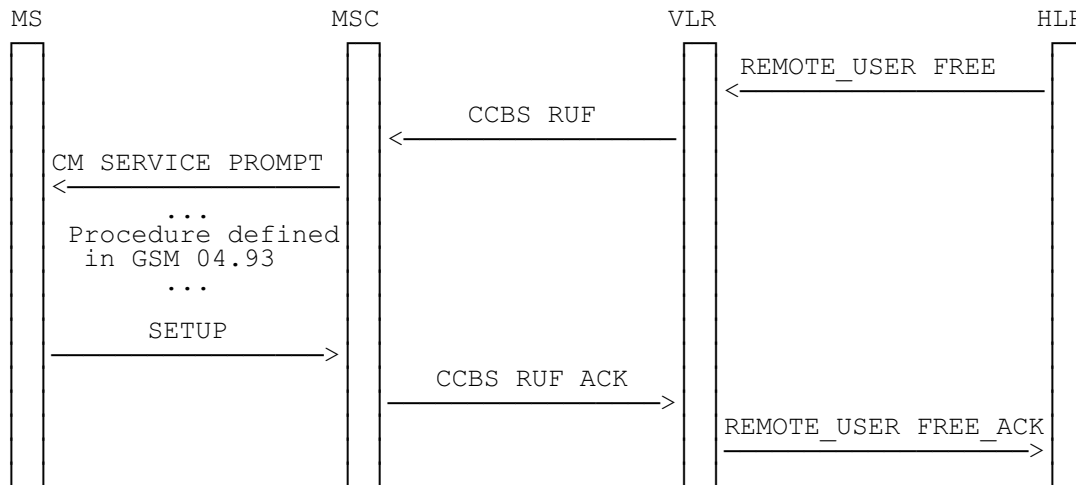 MS MSC VLR HLR
REMOTE_USER FREE
CCBS RUF
CM SERVICE PROMPT
...
Procedure defined
in GSM 04.93
...
SETUP
CCBS RUF ACK
REMOTE_USER FREE_ACK